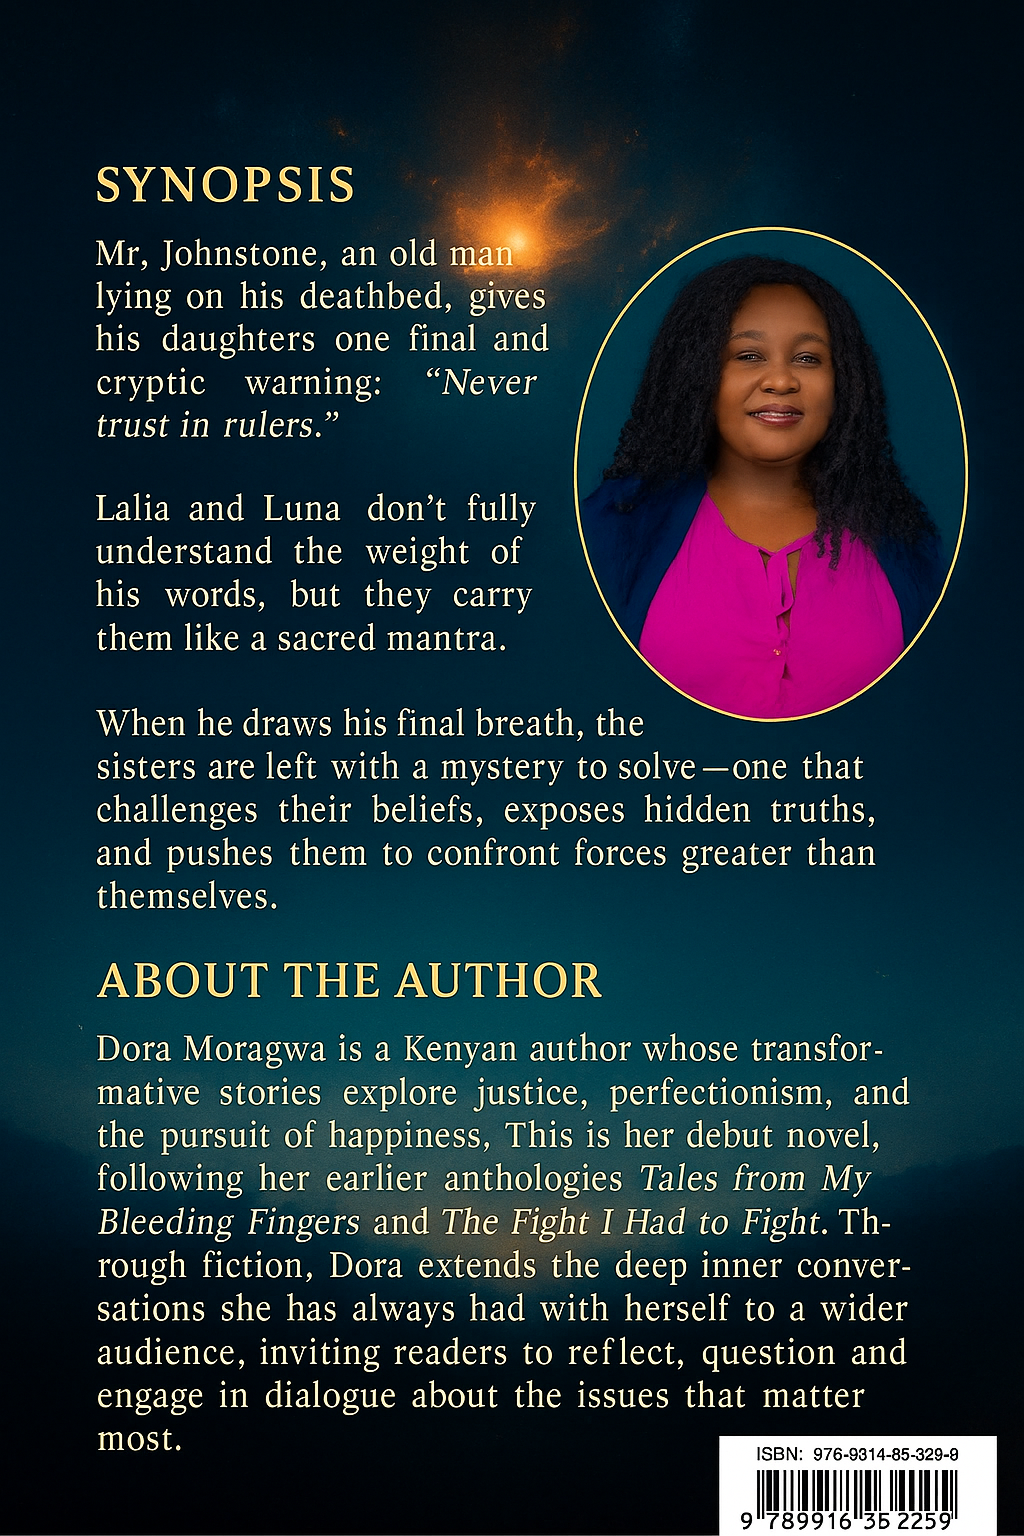 SYNOPSIS
Mr, Johnstone, an old man
lying on his deathbed, gives
his daughters one final and
cryptic warning: “Never
trust in rulers.”
Lalia and Luna don’t fully
understand the weight of
his words, but they carry
them like a sacred mantra.
When he draws his final breath, the
sisters are left with a mystery to solve—one that
challenges their beliefs, exposes hidden truths,
and pushes them to confront forces greater than
themselves.
ABOUT THE AUTHOR
Dora Moragwa is a Kenyan author whose transfor-
mative stories explore justice, perfectionism, and
the pursuit of happiness, This is her debut novel,
following her earlier anthologies Tales from My
Bleeding Fingers and The Fight I Had to Fight. Th-
rough fiction, Dora extends the deep inner conver-
sations she has always had with herself to a wider
audience, inviting readers to reflect, question and
engage in dialogue about the issues that matter
most.
ISBN: 976-9314-85-329-9
9 789916 35 2259